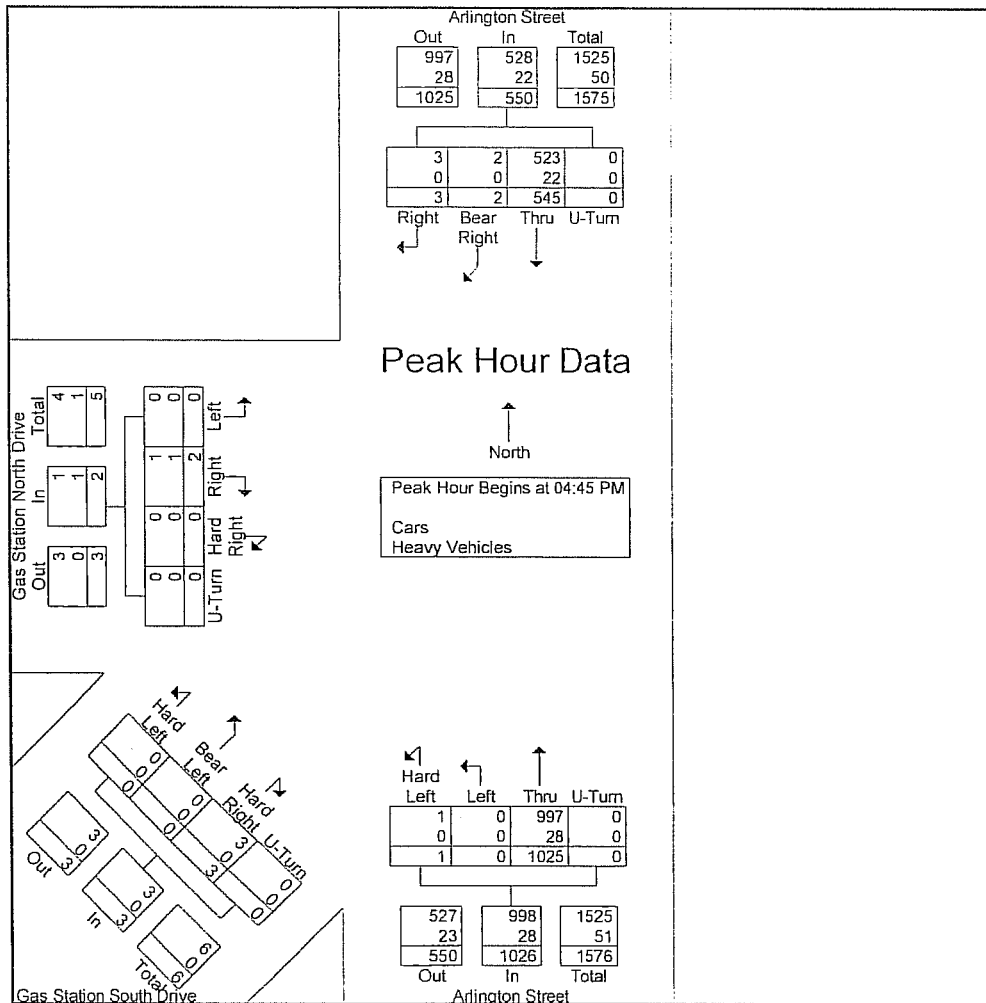 Arlington Street
Out In Total
997 528 1525
28 22 50
1025 550 1575
3 2 523 0
0 0 22 0
3 2 545 0
Right Bear Right Thru U-Turn
Peak Hour Data
North
Peak Hour Begins at 04:45 PM
Cars
Heavy Vehicles
Gas Station North Drive
Out In Total
3 1 4
0 1 1
3 2 5
0 0 1 0
0 0 1 0
0 0 2 0
U-Turn Hard Right Right Left
Hard Left Bear Left Hard Right U-Turn
0 0 3 0
0 0 0 0
0 0 3 0
3 3 6
0 0 0
3 3 6
Out In Total
Gas Station South Drive
Hard Left Left Thru U-Turn
1 0 997 0
0 0 28 0
1 0 1025 0
527 998 1525
23 28 51
550 1026 1576
Out In Total
Arlington Street